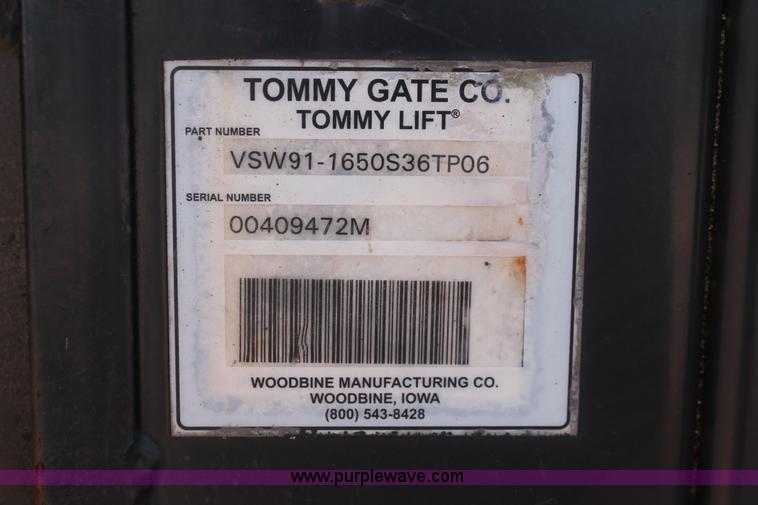 TOMMY GATE CO.
TOMMY LIFT®
PART NUMBER
VSW91-1650S36TP06
SERIAL NUMBER
00409472M
WOODBINE MANUFACTURING CO.
WOODBINE, IOWA
(800) 543-8428
www.purplewave.com